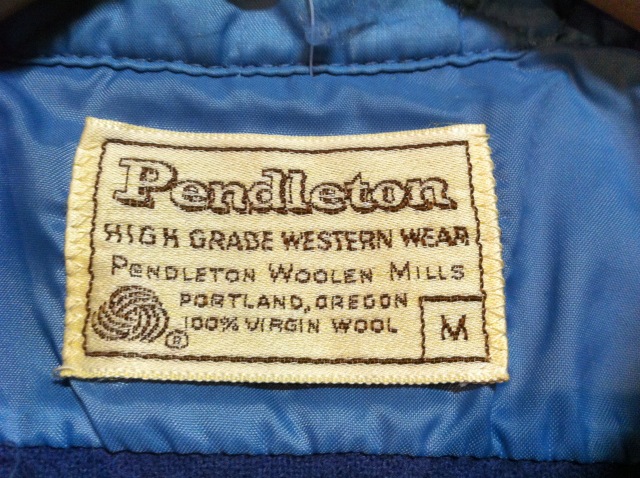 Pendleton
HIGH GRADE WESTERN WEAR
PENDLETON WOOLEN MILLS
PORTLAND, OREGON
100% VIRGIN WOOL
®
M